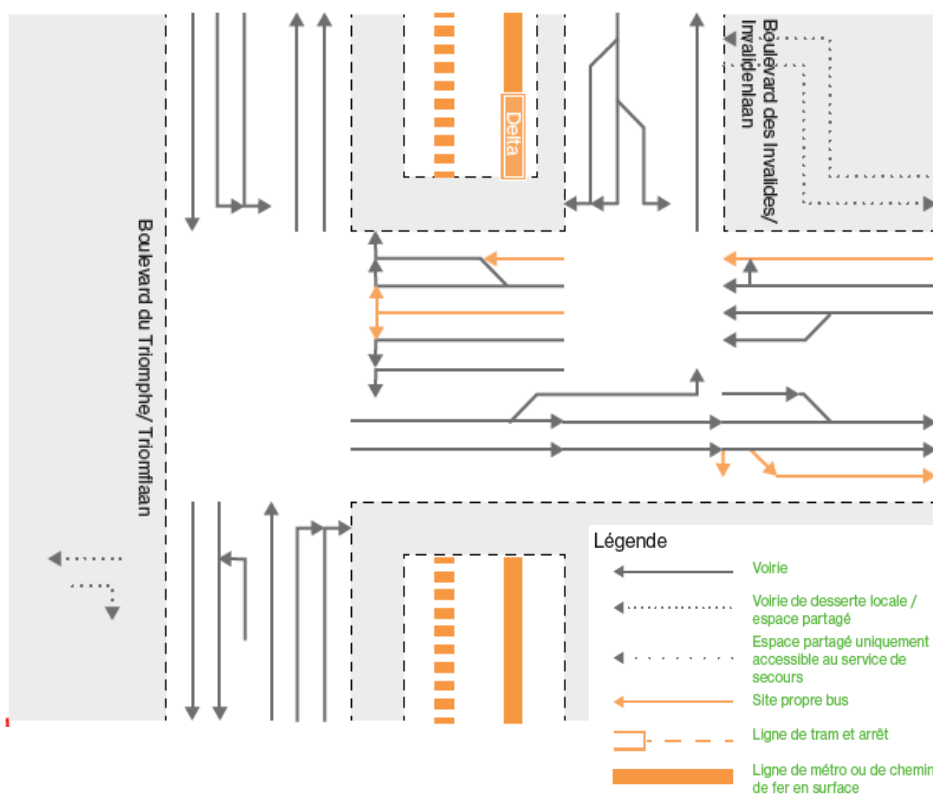 Boulevard des Invalides/
Invalidenlaan
Delta
Boulevard du Triomphe/ Triomflaan
Légende
Voirie
Voirie de desserte locale /
espace partagé
Espace partagé uniquement
accessible au service de
secours
Site propre bus
Ligne de tram et arrêt
Ligne de métro ou de chemin
de fer en surface